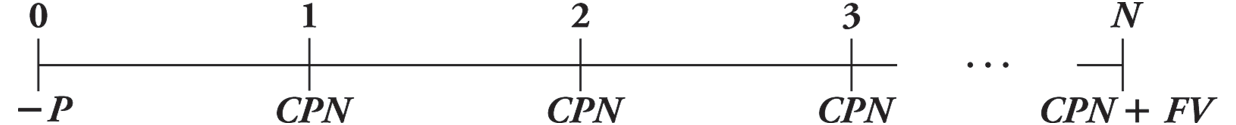 0 1 2 3 ... N
−P CPN CPN CPN CPN + FV